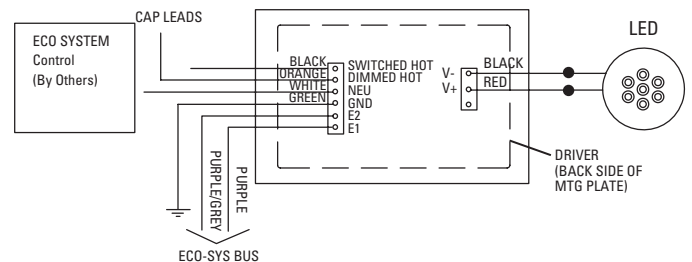 CAP LEADS
ECO SYSTEM
Control
(By Others)
BLACK
ORANGE
WHITE
GREEN
SWITCHED HOT
DIMMED HOT
NEU
GND
E2
E1
V-
V+
BLACK
RED
LED
DRIVER
(BACK SIDE OF
MTG PLATE)
PURPLE/GREY
PURPLE
ECO-SYS BUS